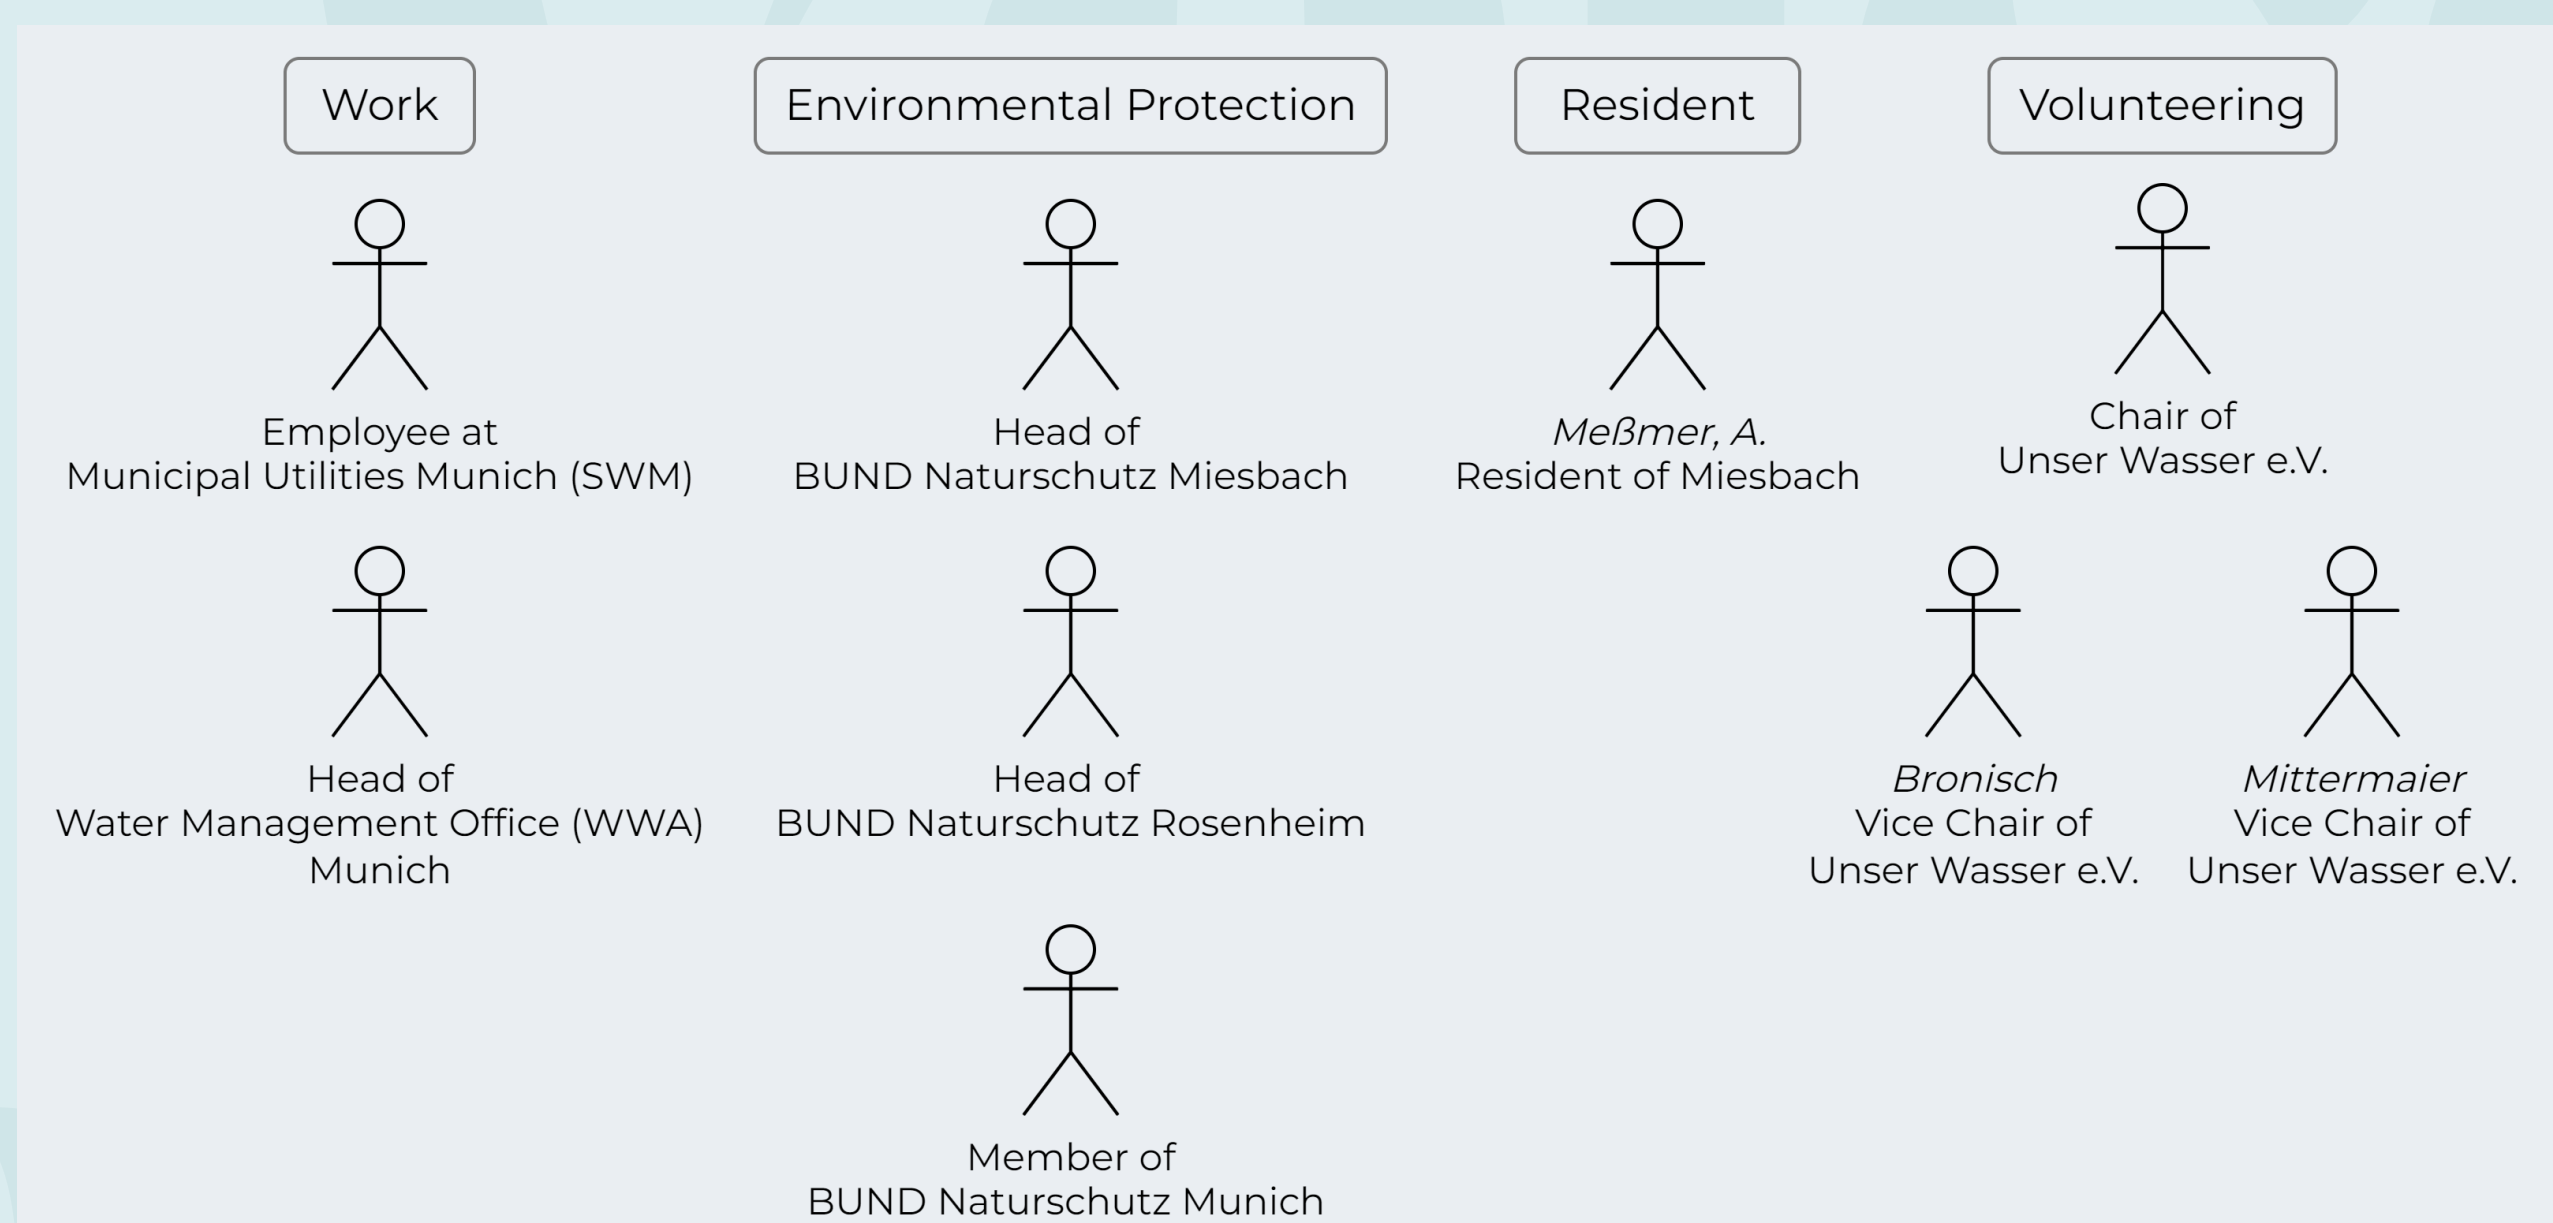 Work
Employee at
Municipal Utilities Munich (SWM)
Head of
Water Management Office (WWA)
Munich
Environmental Protection
Head of
BUND Naturschutz Miesbach
Head of
BUND Naturschutz Rosenheim
Member of
BUND Naturschutz Munich
Resident
Meßmer, A.
Resident of Miesbach
Volunteering
Chair of
Unser Wasser e.V.
Bronisch
Vice Chair of
Unser Wasser e.V.
Mittermaier
Vice Chair of
Unser Wasser e.V.